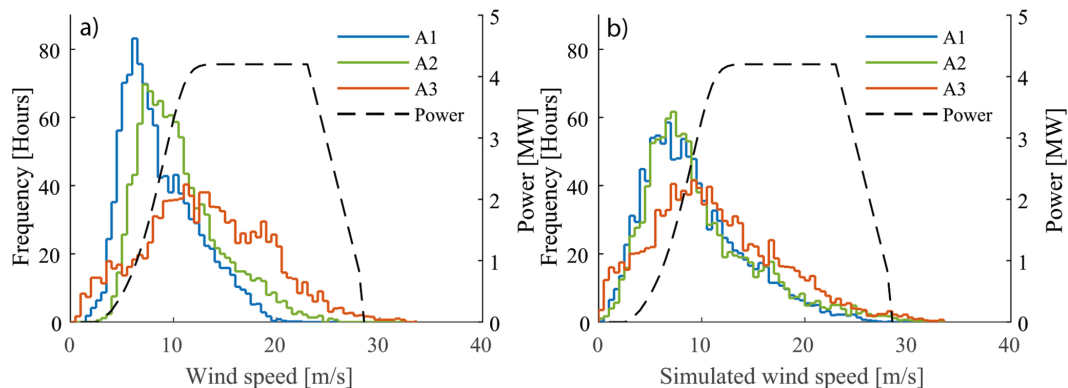 a)
A1
A2
A3
Power
Frequency [Hours]
0
20
40
60
80
Power [MW]
0
1
2
3
4
5
0
10
20
30
40
Wind speed [m/s]
b)
A1
A2
A3
Power
Frequency [Hours]
0
20
40
60
80
Power [MW]
0
1
2
3
4
5
0
10
20
30
40
Simulated wind speed [m/s]